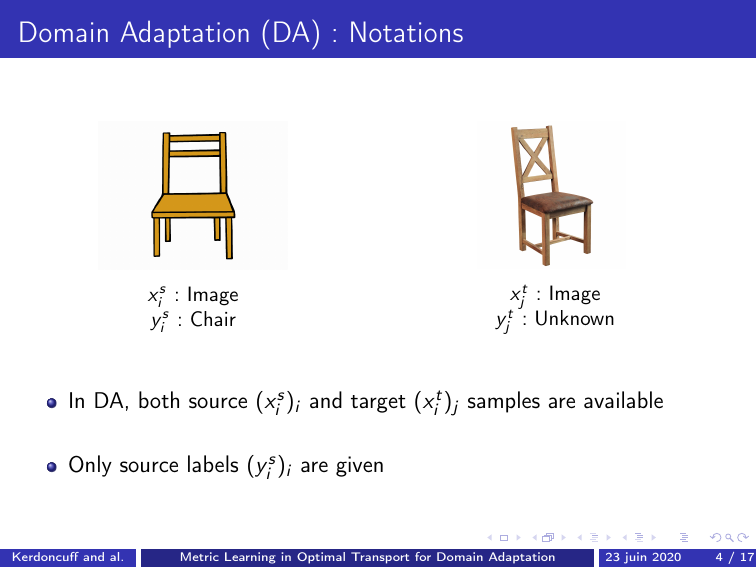 Domain Adaptation (DA) : Notations
x_i^s : Image
y_i^s : Chair
x_j^t : Image
y_j^t : Unknown
In DA, both source (x_i^s)_i and target (x_i^t)_j samples are available
Only source labels (y_i^s)_i are given
Kerdoncuff and al. Metric Learning in Optimal Transport for Domain Adaptation 23 juin 2020 4 / 17